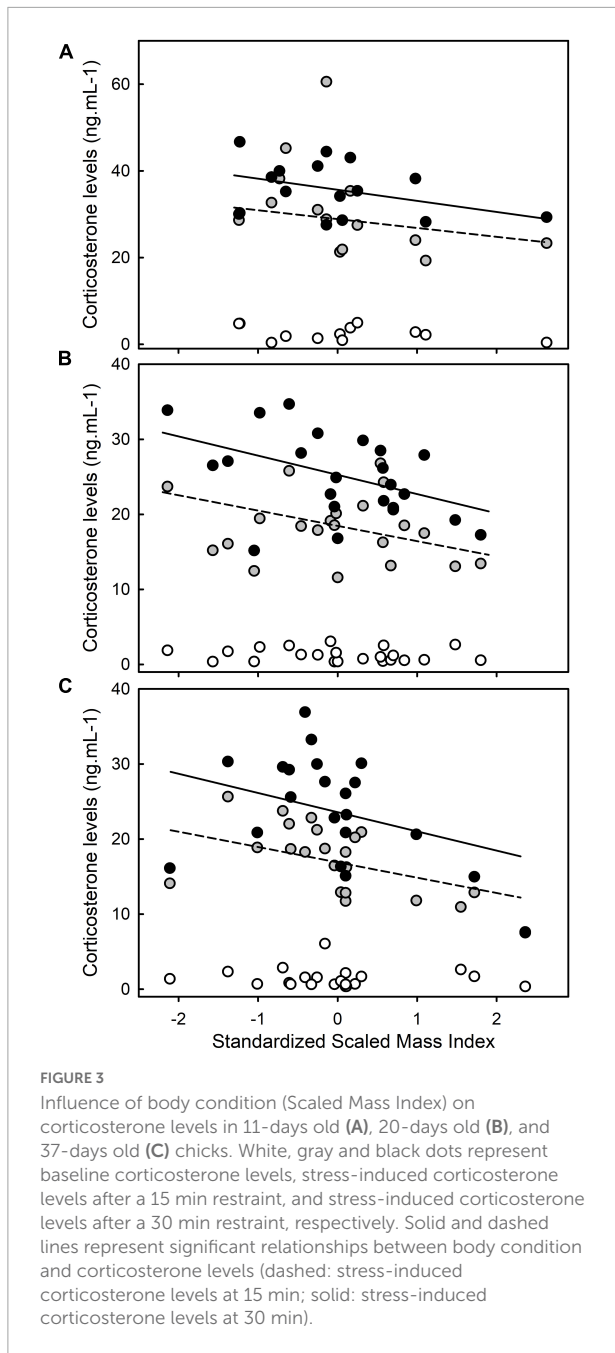 A
Corticosterone levels (ng.mL-1)
60
40
20
0
B
Corticosterone levels (ng.mL-1)
40
30
20
10
0
C
Corticosterone levels (ng.mL-1)
40
30
20
10
0
-2 -1 0 1 2
Standardized Scaled Mass Index
FIGURE 3
Influence of body condition (Scaled Mass Index) on
corticosterone levels in 11-days old (A), 20-days old (B), and
37-days old (C) chicks. White, gray and black dots represent
baseline corticosterone levels, stress-induced corticosterone
levels after a 15 min restraint, and stress-induced corticosterone
levels after a 30 min restraint, respectively. Solid and dashed
lines represent significant relationships between body condition
and corticosterone levels (dashed: stress-induced
corticosterone levels at 15 min; solid: stress-induced
corticosterone levels at 30 min).